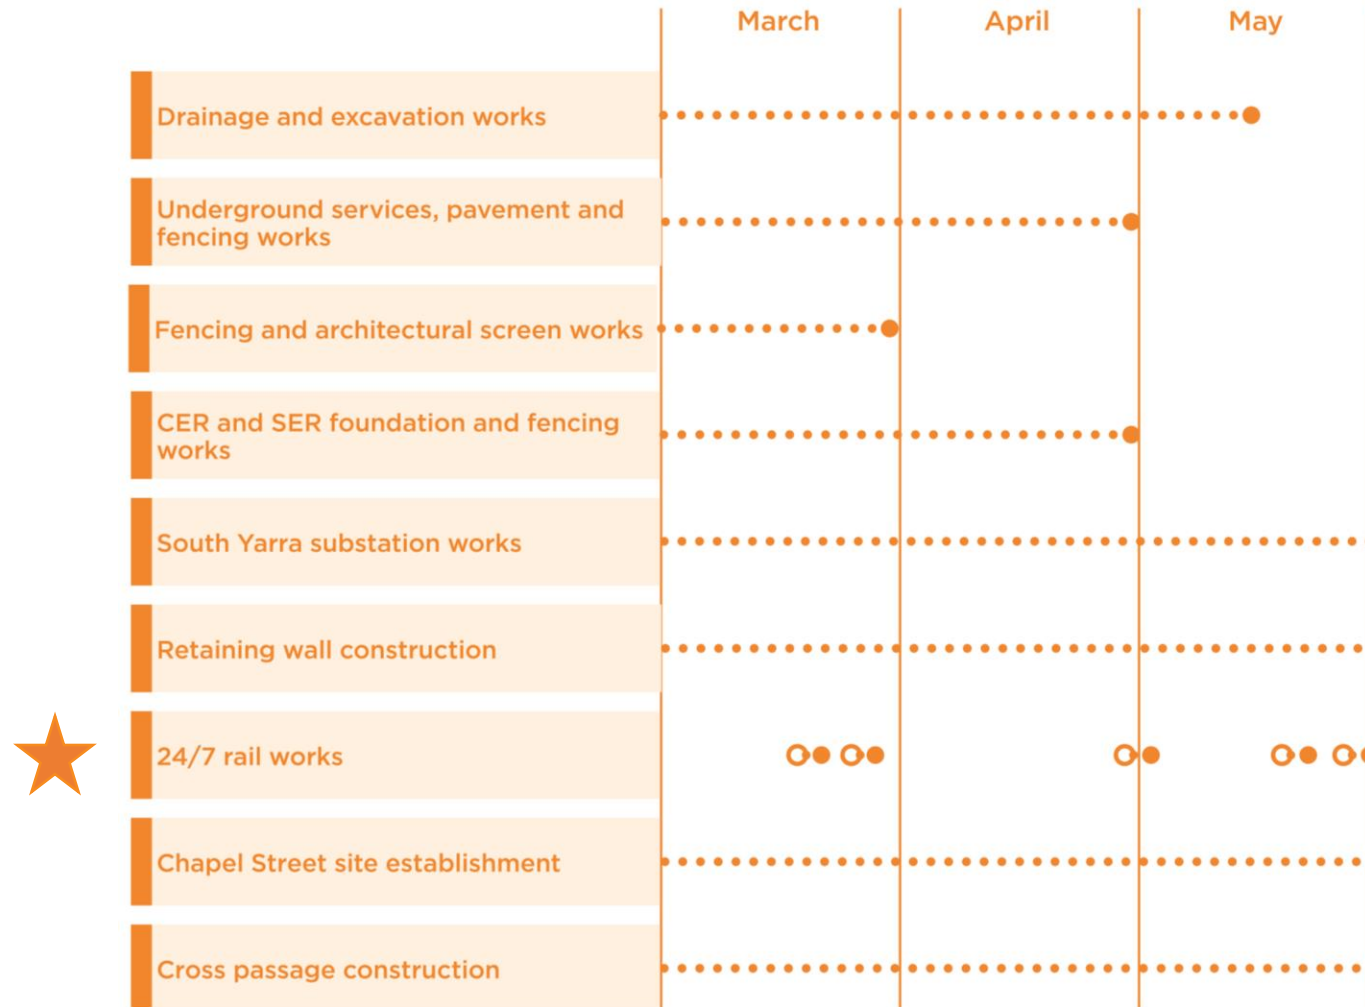 March April May
Drainage and excavation works
Underground services, pavement and
fencing works
Fencing and architectural screen works
CER and SER foundation and fencing
works
South Yarra substation works
Retaining wall construction
24/7 rail works
Chapel Street site establishment
Cross passage construction